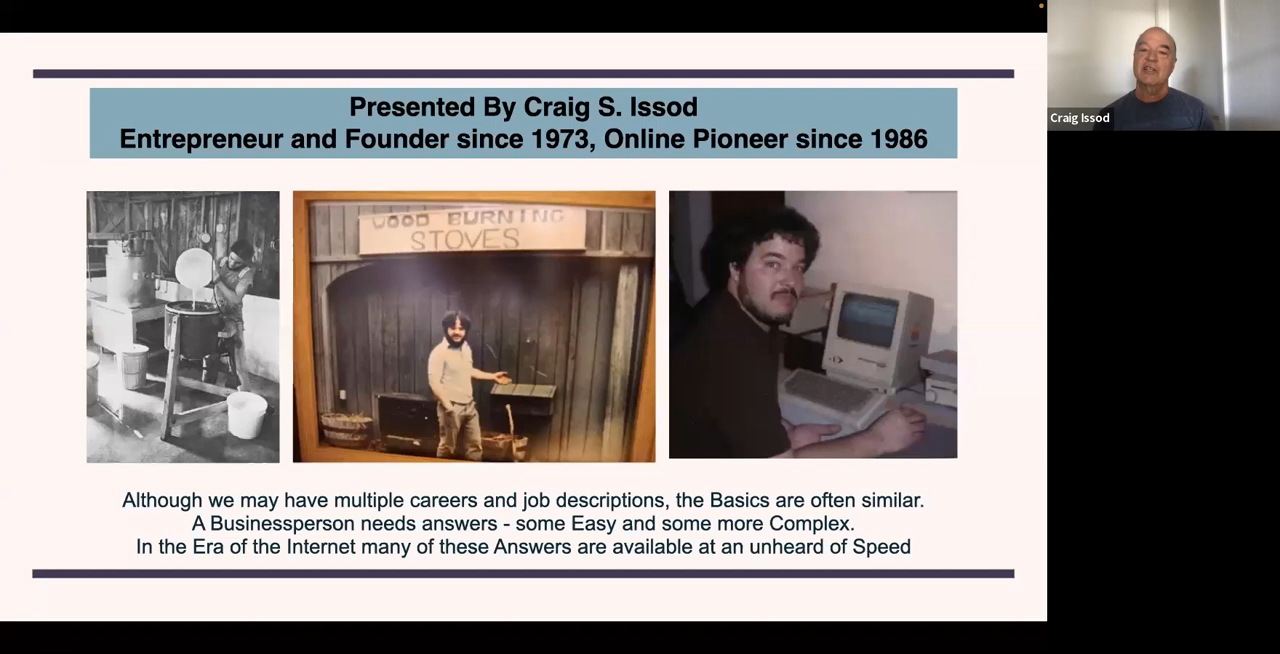 Presented By Craig S. Issod
Entrepreneur and Founder since 1973, Online Pioneer since 1986
WOOD BURNING
STOVES
Although we may have multiple careers and job descriptions, the Basics are often similar.
A Businessperson needs answers - some Easy and some more Complex.
In the Era of the Internet many of these Answers are available at an unheard of Speed
Craig Issod